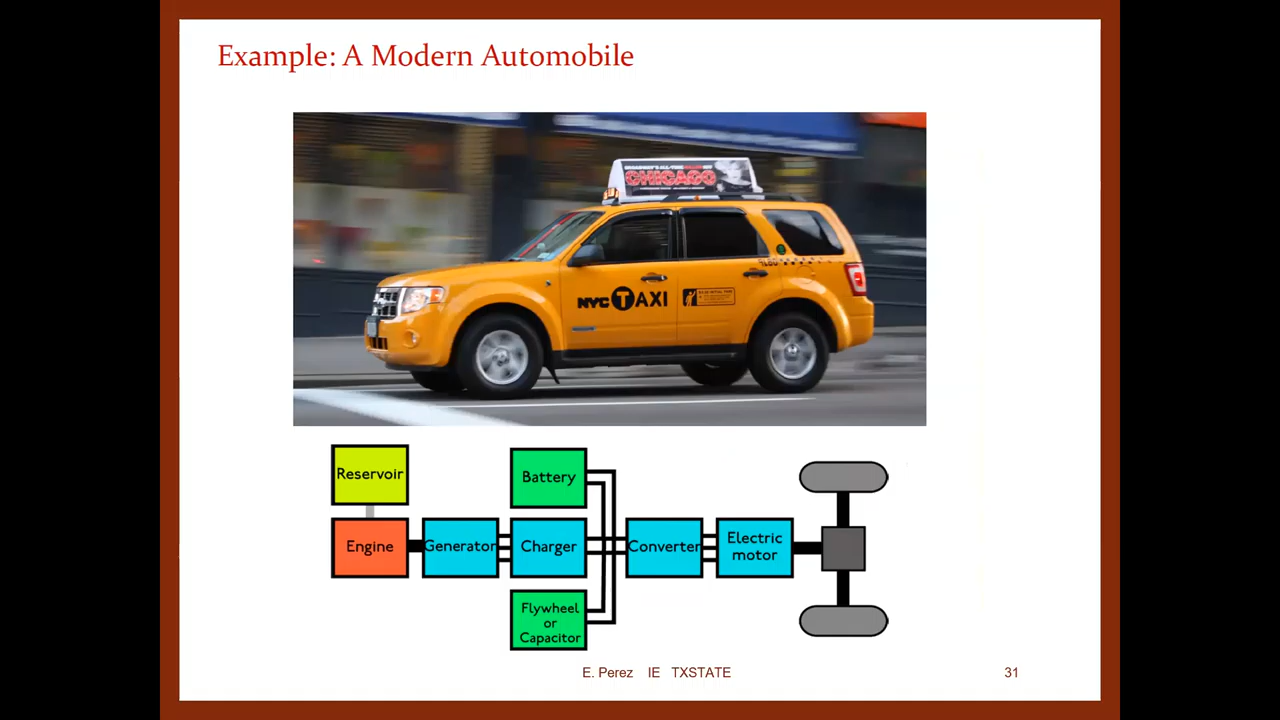 Example: A Modern Automobile
CHICAGO
NYC TAXI
Reservoir
Battery
Engine
Generator
Charger
Converter
Electric
motor
Flywheel
or
Capacitor
E. Perez IE TXSTATE
31